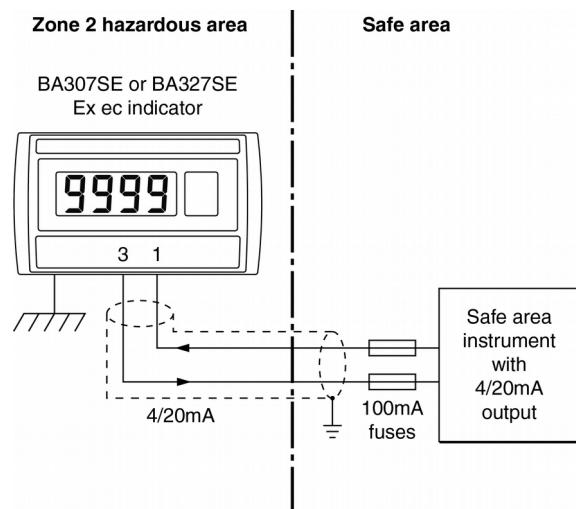 Zone 2 hazardous area
Safe area
BA307SE or BA327SE
Ex ec indicator
9999
3 1
4/20mA
100mA
fuses
Safe area
instrument
with
4/20mA
output